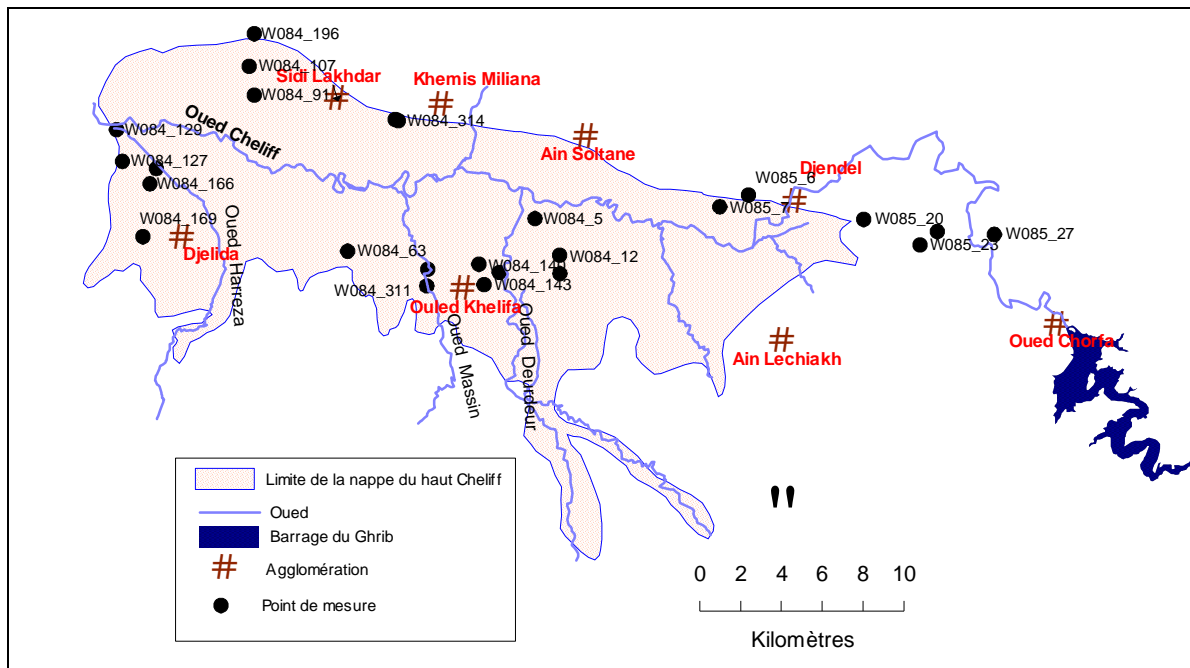 W084_196
W084_107
Sidi Lakhdar
Khemis Miliana
W084_91
W084_314
Oued Cheliff
W084_129
Ain Soltane
W084_127
W084_166
W085_6
Djendel
W085_7
W084_169
W084_5
W085_20
W085_27
W085_23
Djelida
Oued Harreza
W084_63
W084_12
W084_140
W084_143
W084_311
Ouled Khelifa
Oued Massin
Oued Deurdeur
Ain Lechiakh
Oued Chorfa
Limite de la nappe du haut Cheliff
Oued
Barrage du Ghrib
Agglomération
Point de mesure
0 2 4 6 8 10
Kilomètres